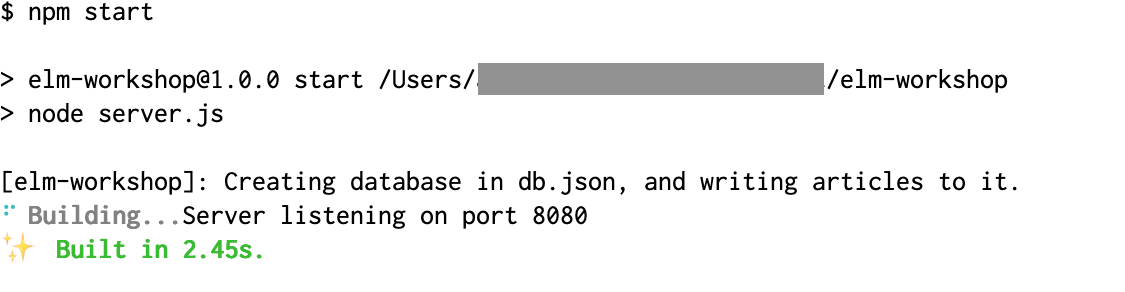 $ npm start
> elm-workshop@1.0.0 start /Users/ /elm-workshop
> node server.js
[elm-workshop]: Creating database in db.json, and writing articles to it.
Building...Server listening on port 8080
✨ Built in 2.45s.